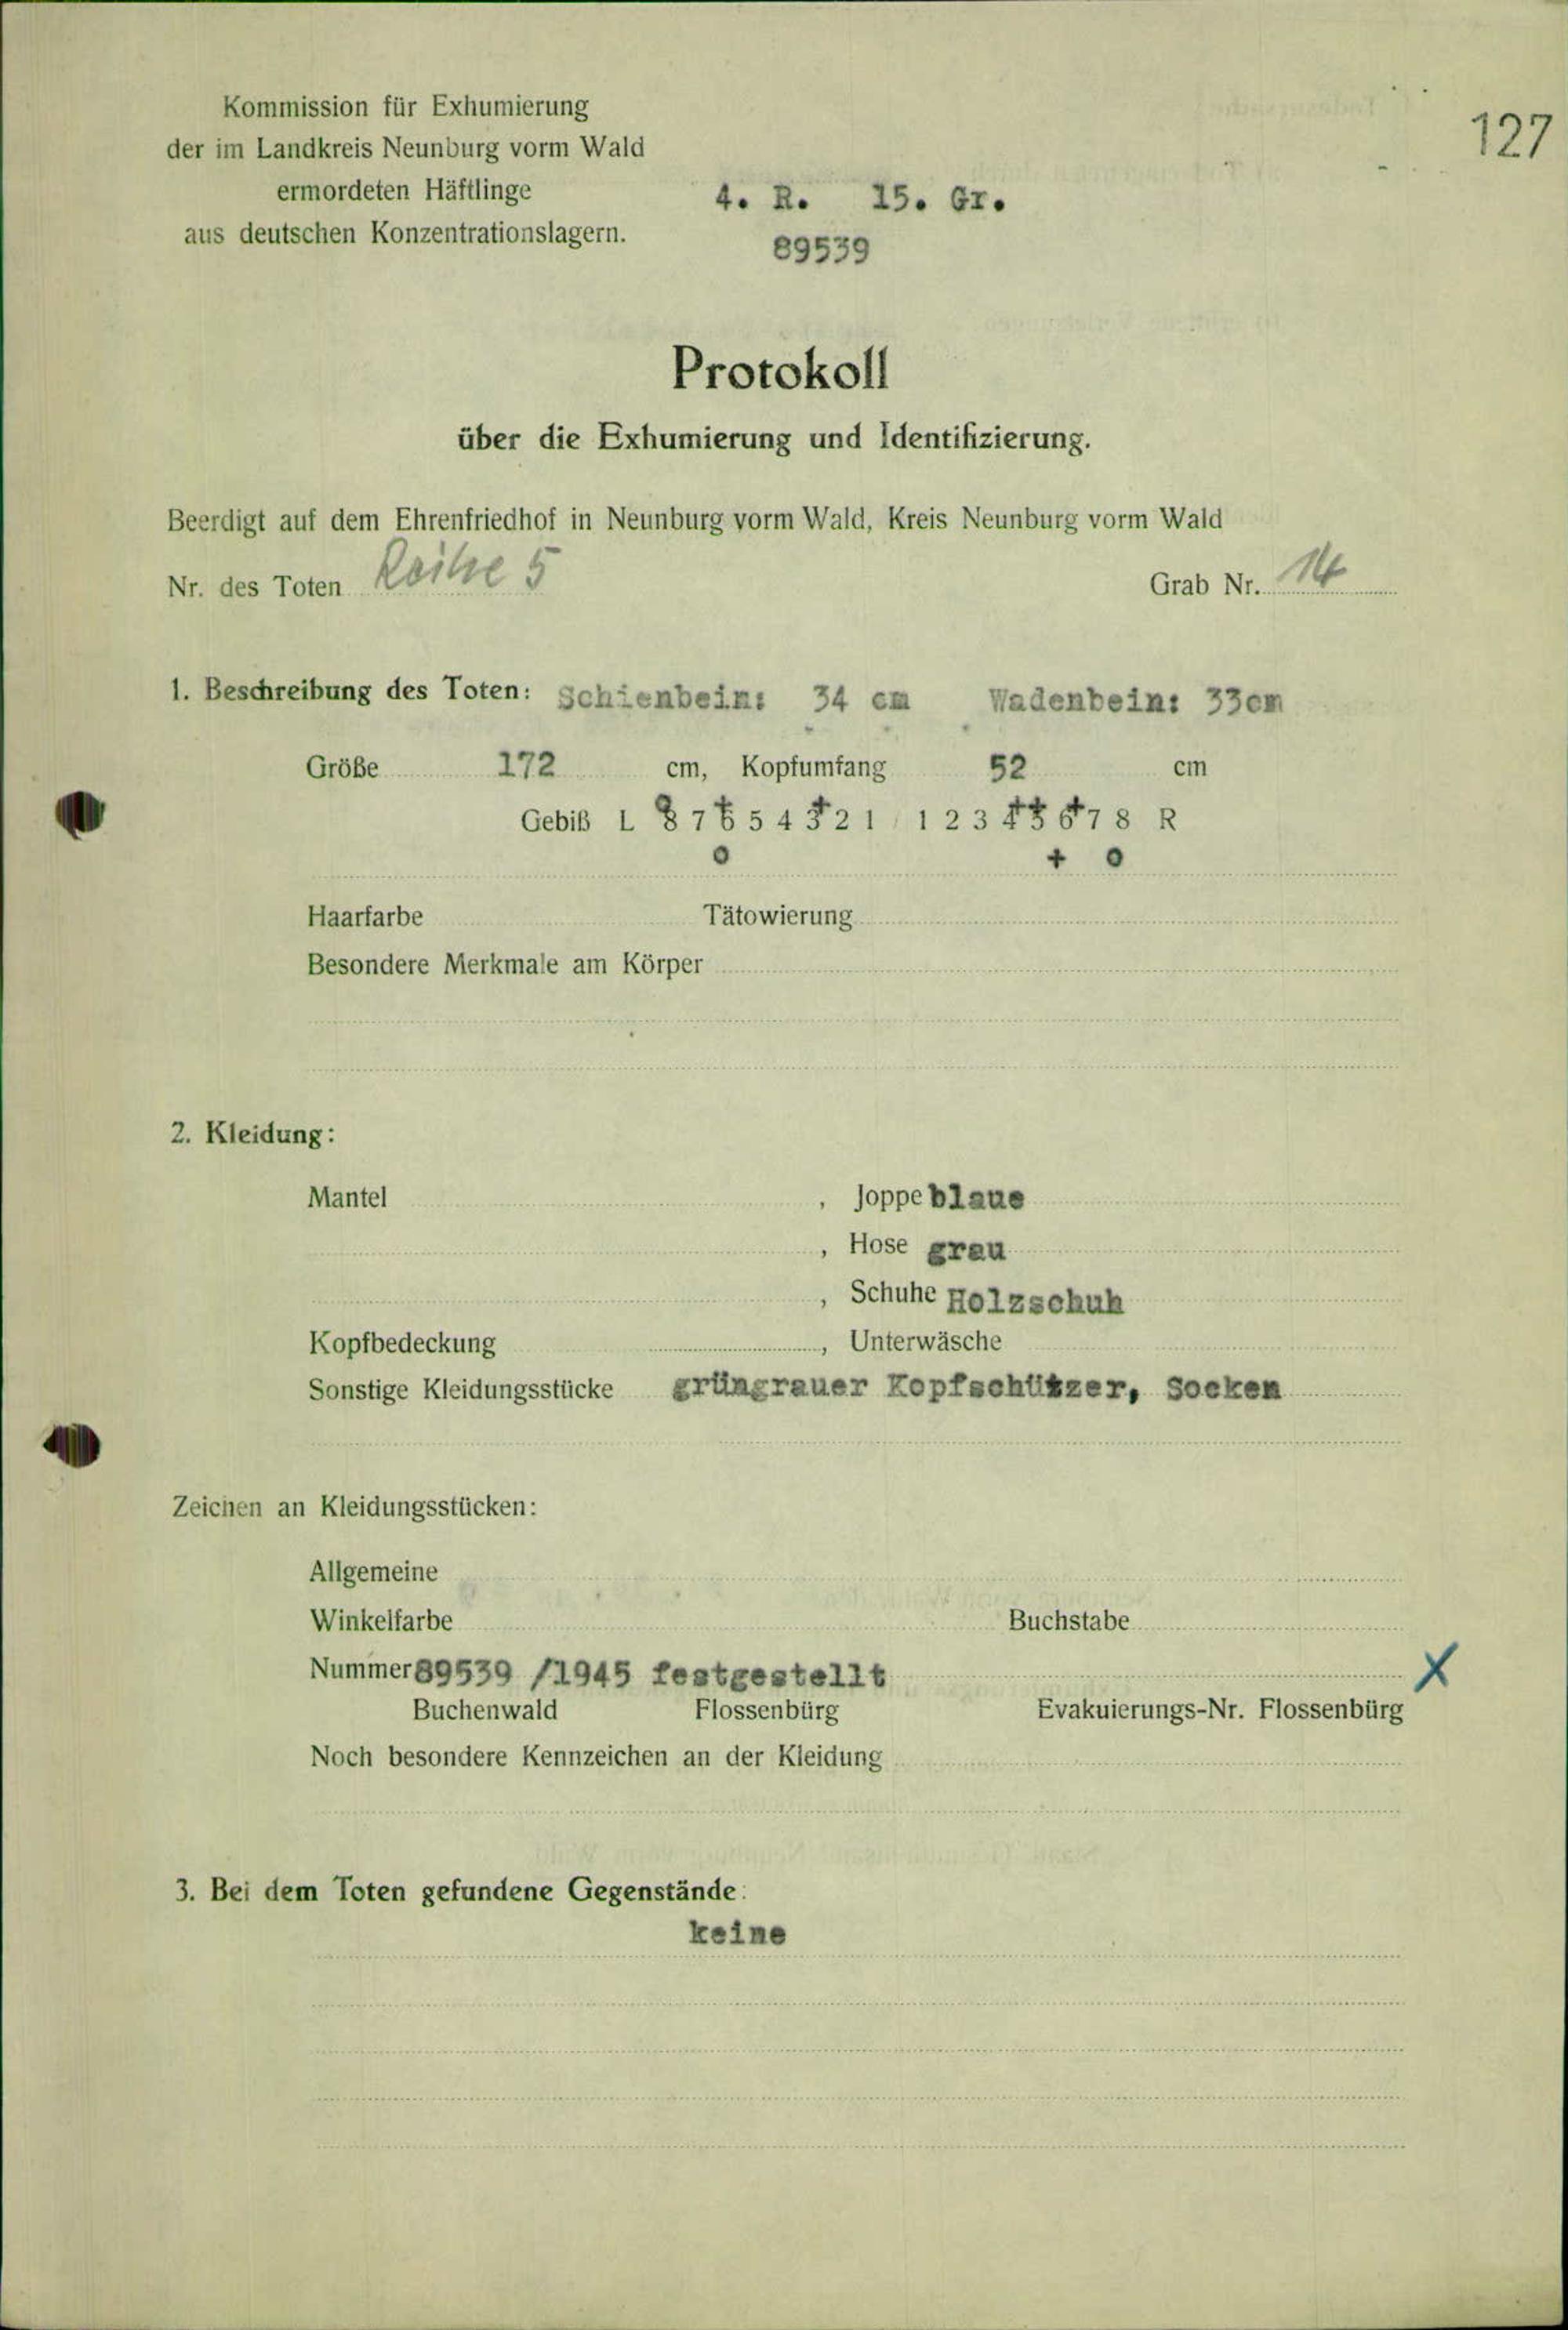 127
Kommission für Exhumierung
der im Landkreis Neunburg vorm Wald
ermordeten Häftlinge
aus deutschen Konzentrationslagern.
4. R. 15. Gr.
89539
Protokoll
über die Exhumierung und Identifizierung.
Beerdigt auf dem Ehrenfriedhof in Neunburg vorm Wald, Kreis Neunburg vorm Wald
Nr. des Toten Reihe 5 Grab Nr. 14
1. Beschreibung des Toten: Schienbein: 34 cm Wadenbein: 33cm
Größe 172 cm, Kopfumfang 52 cm
Gebiß L 8 7 6 5 4 3 2 1 1 2 3 4 5 6 7 8 R
o + o
Haarfarbe Tätowierung
Besondere Merkmale am Körper
2. Kleidung:
Mantel , Joppe blaue
, Hose grau
, Schuhe Holzschuh
Kopfbedeckung , Unterwäsche
Sonstige Kleidungsstücke grüngrauer Kopfschützer, Socken
Zeichen an Kleidungsstücken:
Allgemeine
Winkelfarbe Buchstabe
Nummer 89539 /1945 festgestellt X
Buchenwald Flossenbürg Evakuierungs-Nr. Flossenbürg
Noch besondere Kennzeichen an der Kleidung
3. Bei dem Toten gefundene Gegenstände:
keine